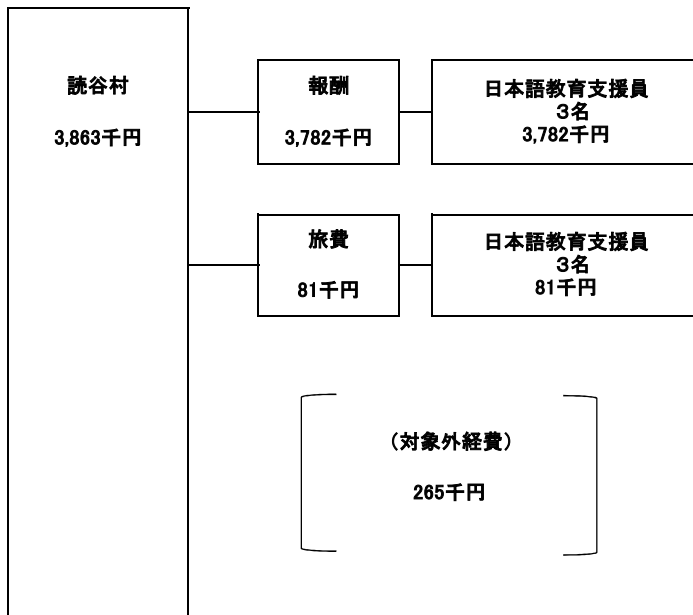 読谷村
3,863千円
報酬
3,782千円
日本語教育支援員
３名
3,782千円
旅費
81千円
日本語教育支援員
３名
81千円
（対象外経費）
265千円